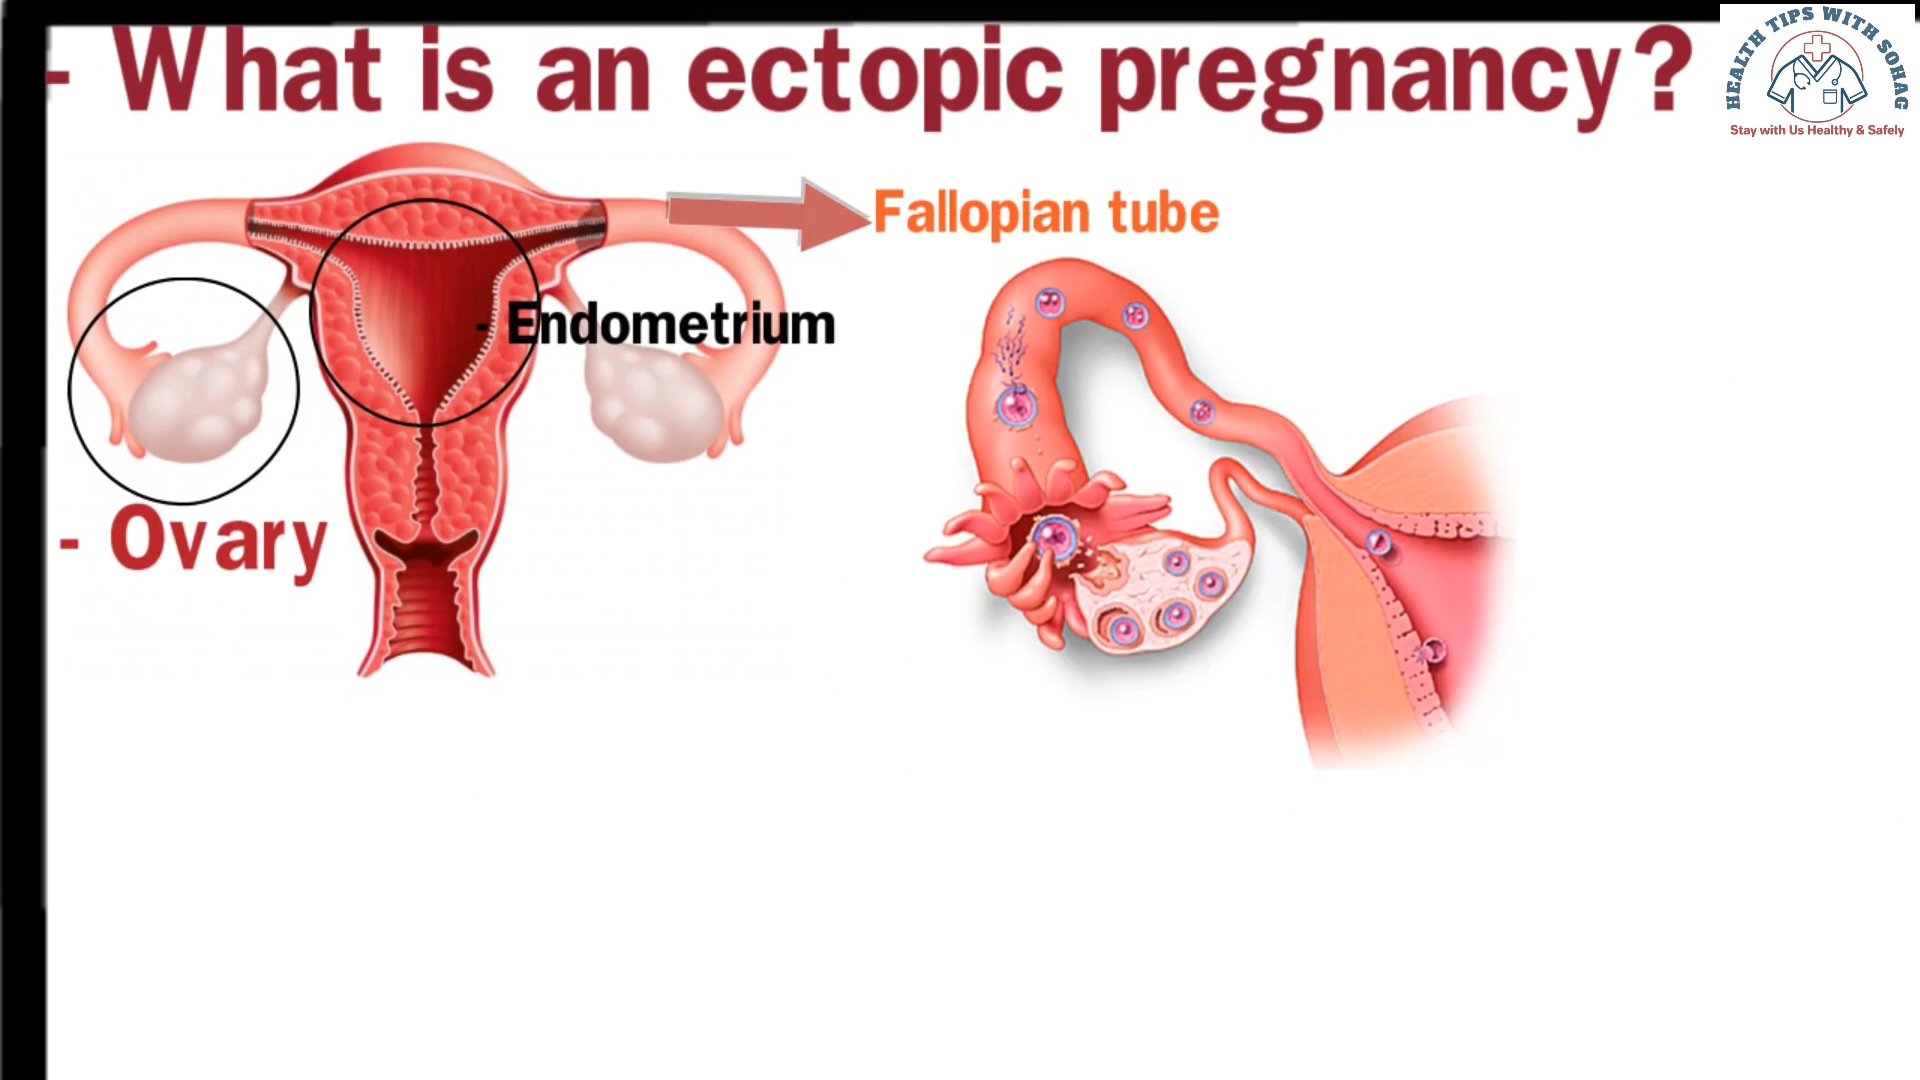 - What is an ectopic pregnancy?
HEALTH TIPS WITH SOHAG
Stay with Us Healthy & Safely
Fallopian tube
- Endometrium
- Ovary